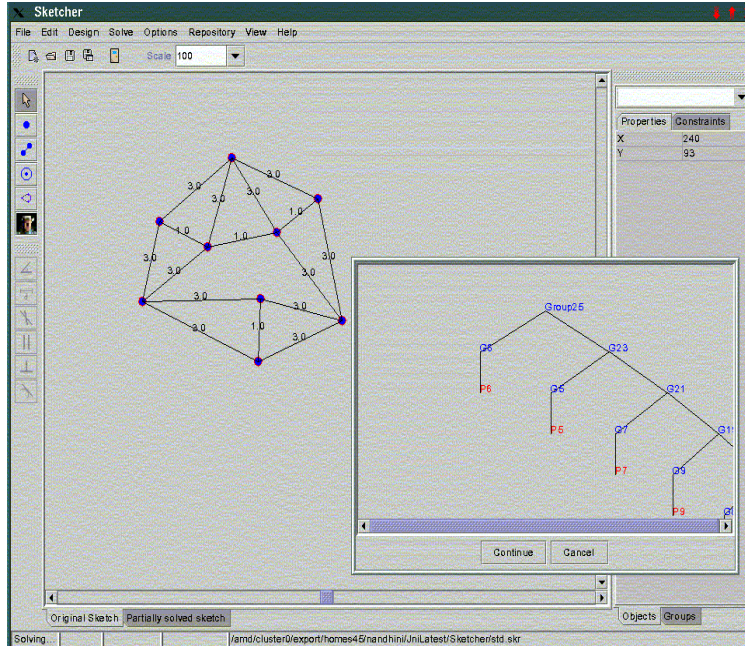 X Sketcher
File Edit Design Solve Options Repository View Help
Scale 100
Properties Constraints
X 240
Y 93
3.0 3.0
3.0 3.0
1.0
1.0 1.0
3.0 3.0
3.0 3.0
3.0 3.0
1.0
3.0 3.0
Group25
G6 G23
P6 G5 G21
P5 G7 G1
P7 G9
P9
Continue Cancel
Original Sketch Partially solved sketch
Objects Groups
Solving... /amd/cluster0/export/homes45/nandhini/JniLatest/Sketcher/std.skr